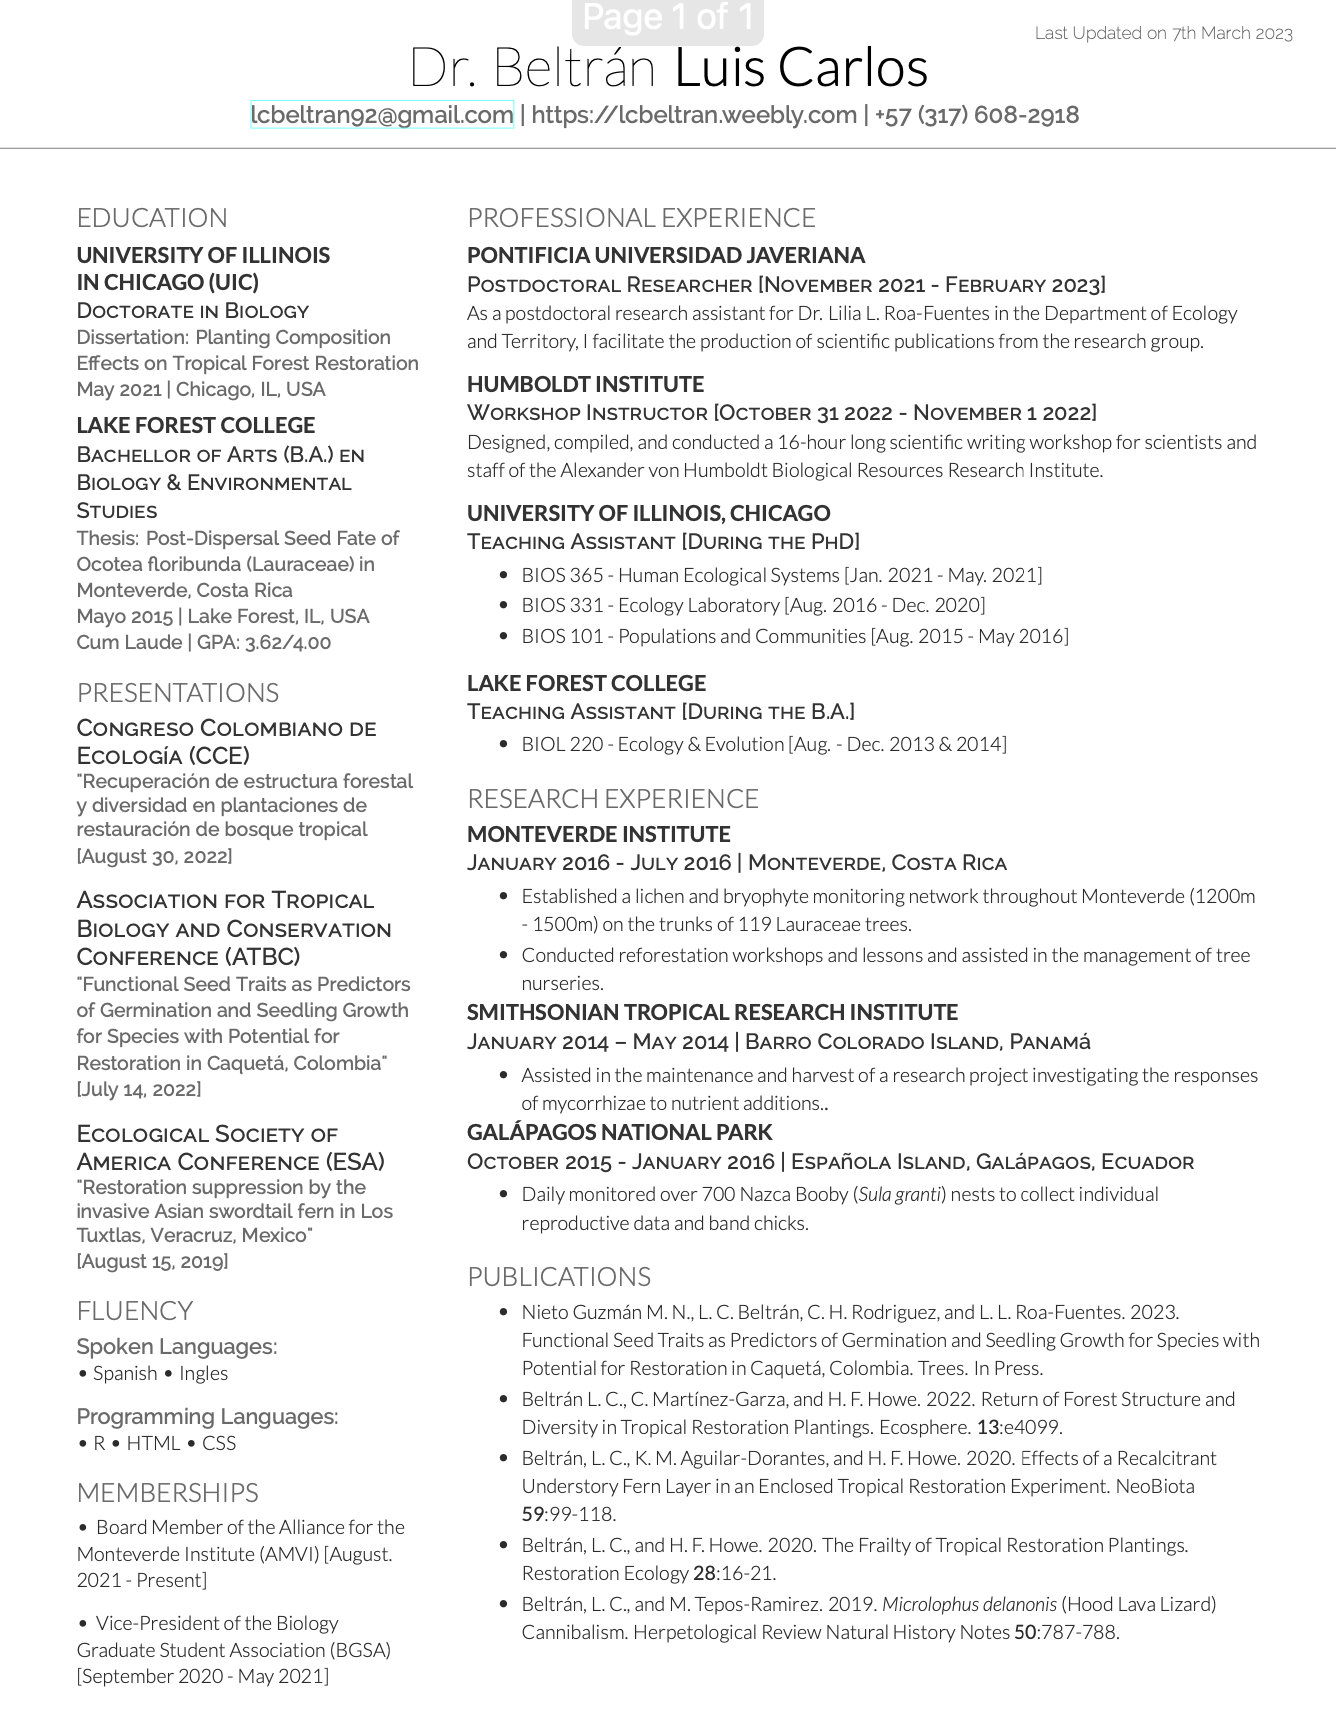 Page 1 of 1
Last Updated on 7th March 2023
Dr. Beltrán Luis Carlos
lcbeltran92@gmail.com | https://lcbeltran.weebly.com | +57 (317) 608-2918
EDUCATION
UNIVERSITY OF ILLINOIS
IN CHICAGO (UIC)
Doctorate in Biology
Dissertation: Planting Composition
Effects on Tropical Forest Restoration
May 2021 | Chicago, IL, USA
LAKE FOREST COLLEGE
Bachellor of Arts (B.A.) en
Biology & Environmental
Studies
Thesis: Post-Dispersal Seed Fate of
Ocotea floribunda (Lauraceae) in
Monteverde, Costa Rica
Mayo 2015 | Lake Forest, IL, USA
Cum Laude | GPA: 3.62/4.00
PRESENTATIONS
Congreso Colombiano de
Ecología (CCE)
"Recuperación de estructura forestal
y diversidad en plantaciones de
restauración de bosque tropical
[August 30, 2022]
Association for Tropical
Biology and Conservation
Conference (ATBC)
"Functional Seed Traits as Predictors
of Germination and Seedling Growth
for Species with Potential for
Restoration in Caquetá, Colombia"
[July 14, 2022]
Ecological Society of
America Conference (ESA)
"Restoration suppression by the
invasive Asian swordtail fern in Los
Tuxtlas, Veracruz, Mexico"
[August 15, 2019]
FLUENCY
Spoken Languages:
• Spanish • Ingles
Programming Languages:
• R • HTML • CSS
MEMBERSHIPS
• Board Member of the Alliance for the
Monteverde Institute (AMVI) [August.
2021 - Present]
• Vice-President of the Biology
Graduate Student Association (BGSA)
[September 2020 - May 2021]
PROFESSIONAL EXPERIENCE
PONTIFICIA UNIVERSIDAD JAVERIANA
Postdoctoral Researcher [November 2021 - February 2023]
As a postdoctoral research assistant for Dr. Lilia L. Roa-Fuentes in the Department of Ecology
and Territory, I facilitate the production of scientific publications from the research group.
HUMBOLDT INSTITUTE
Workshop Instructor [October 31 2022 - November 1 2022]
Designed, compiled, and conducted a 16-hour long scientific writing workshop for scientists and
staff of the Alexander von Humboldt Biological Resources Research Institute.
UNIVERSITY OF ILLINOIS, CHICAGO
Teaching Assistant [During the PhD]
• BIOS 365 - Human Ecological Systems [Jan. 2021 - May. 2021]
• BIOS 331 - Ecology Laboratory [Aug. 2016 - Dec. 2020]
• BIOS 101 - Populations and Communities [Aug. 2015 - May 2016]
LAKE FOREST COLLEGE
Teaching Assistant [During the B.A.]
• BIOL 220 - Ecology & Evolution [Aug. - Dec. 2013 & 2014]
RESEARCH EXPERIENCE
MONTEVERDE INSTITUTE
January 2016 - July 2016 | Monteverde, Costa Rica
• Established a lichen and bryophyte monitoring network throughout Monteverde (1200m
- 1500m) on the trunks of 119 Lauraceae trees.
• Conducted reforestation workshops and lessons and assisted in the management of tree
nurseries.
SMITHSONIAN TROPICAL RESEARCH INSTITUTE
January 2014 – May 2014 | Barro Colorado Island, Panamá
• Assisted in the maintenance and harvest of a research project investigating the responses
of mycorrhizae to nutrient additions..
GALÁPAGOS NATIONAL PARK
October 2015 - January 2016 | Española Island, Galápagos, Ecuador
• Daily monitored over 700 Nazca Booby (Sula granti) nests to collect individual
reproductive data and band chicks.
PUBLICATIONS
• Nieto Guzmán M. N., L. C. Beltrán, C. H. Rodriguez, and L. L. Roa-Fuentes. 2023.
Functional Seed Traits as Predictors of Germination and Seedling Growth for Species with
Potential for Restoration in Caquetá, Colombia. Trees. In Press.
• Beltrán L. C., C. Martínez-Garza, and H. F. Howe. 2022. Return of Forest Structure and
Diversity in Tropical Restoration Plantings. Ecosphere. 13:e4099.
• Beltrán, L. C., K. M. Aguilar-Dorantes, and H. F. Howe. 2020. Effects of a Recalcitrant
Understory Fern Layer in an Enclosed Tropical Restoration Experiment. NeoBiota
59:99-118.
• Beltrán, L. C., and H. F. Howe. 2020. The Frailty of Tropical Restoration Plantings.
Restoration Ecology 28:16-21.
• Beltrán, L. C., and M. Tepos-Ramirez. 2019. Microlophus delanonis (Hood Lava Lizard)
Cannibalism. Herpetological Review Natural History Notes 50:787-788.